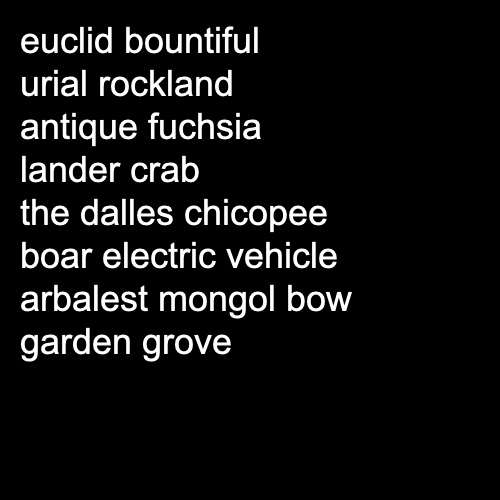 euclid bountiful
urial rockland
antique fuchsia
lander crab
the dalles chicopee
boar electric vehicle
arbalest mongol bow
garden grove